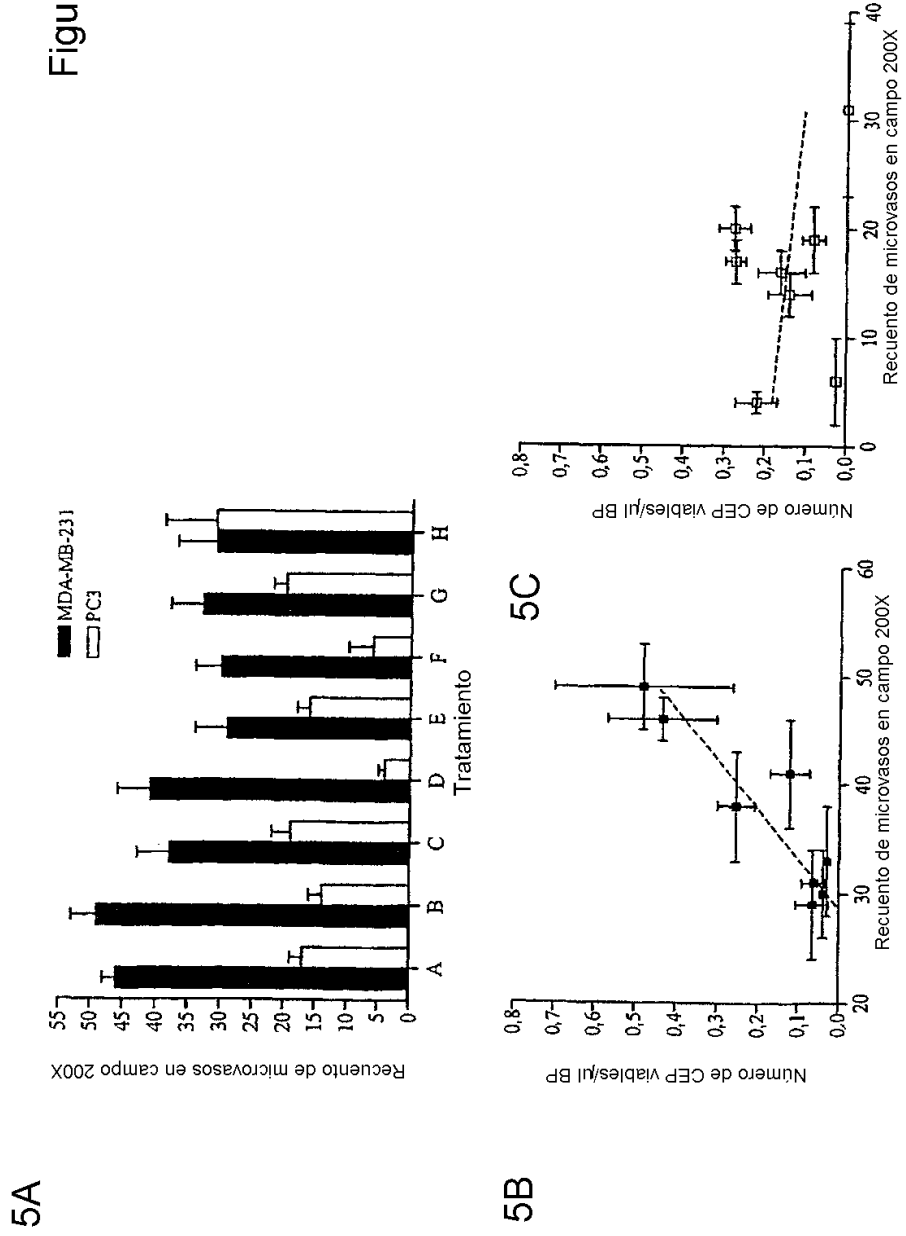 Figu
5A
MDA-MB-231
PC3
Recuento de microvasos en campo 200X
55
50
45
40
35
30
25
20
15
10
5
0
A B C D E F G H
Tratamiento
5B
Número de CEP viables/µl BP
0,8
0,7
0,6
0,5
0,4
0,3
0,2
0,1
0,0
20 30 40 50 60
Recuento de microvasos en campo 200X
5C
Número de CEP viables/µl BP
0,8
0,7
0,6
0,5
0,4
0,3
0,2
0,1
0,0
0 10 20 30 40
Recuento de microvasos en campo 200X